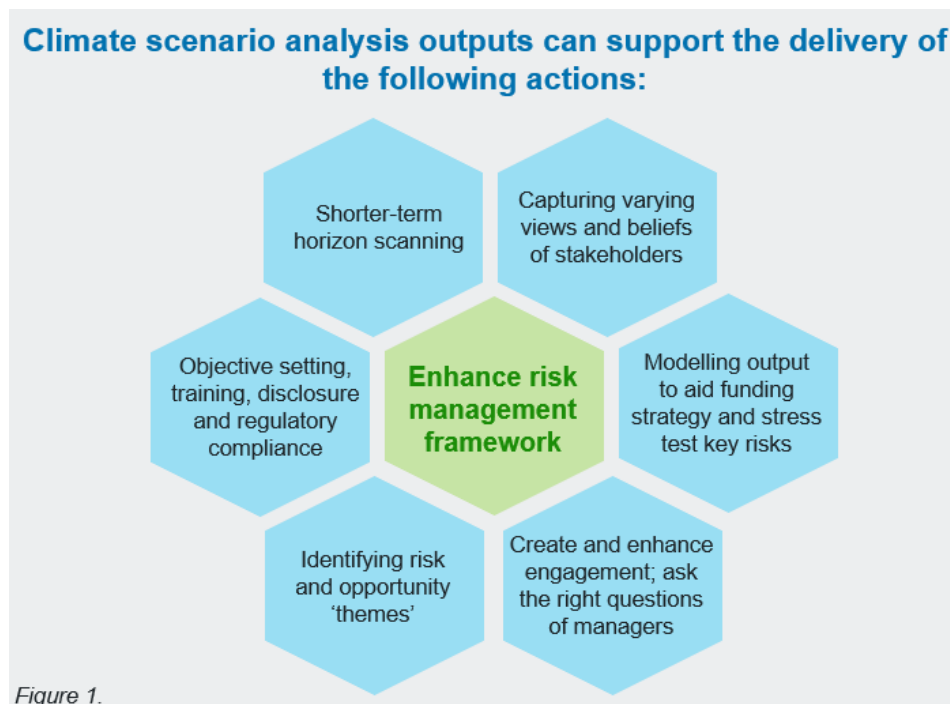 Climate scenario analysis outputs can support the delivery of
the following actions:
Shorter-term
horizon scanning
Capturing varying
views and beliefs
of stakeholders
Objective setting,
training, disclosure
and regulatory
compliance
Enhance risk
management
framework
Modelling output
to aid funding
strategy and stress
test key risks
Identifying risk
and opportunity
‘themes’
Create and enhance
engagement; ask
the right questions
of managers
Figure 1.